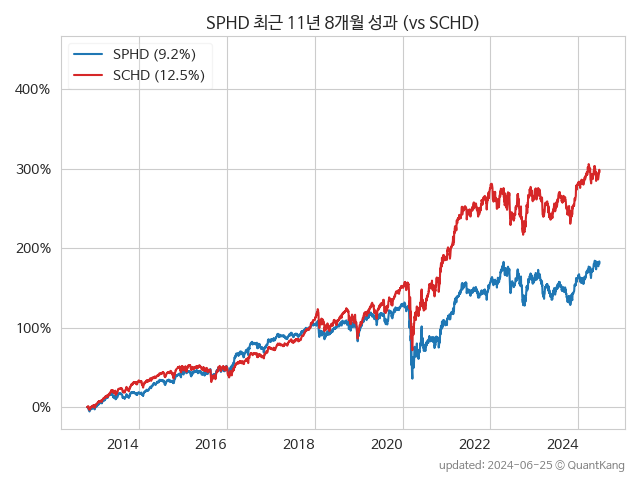 SPHD 최근 11년 8개월 성과 (vs SCHD)
SPHD (9.2%)
SCHD (12.5%)
400%
300%
200%
100%
0%
2014 2016 2018 2020 2022 2024
updated: 2024-06-25 © QuantKang